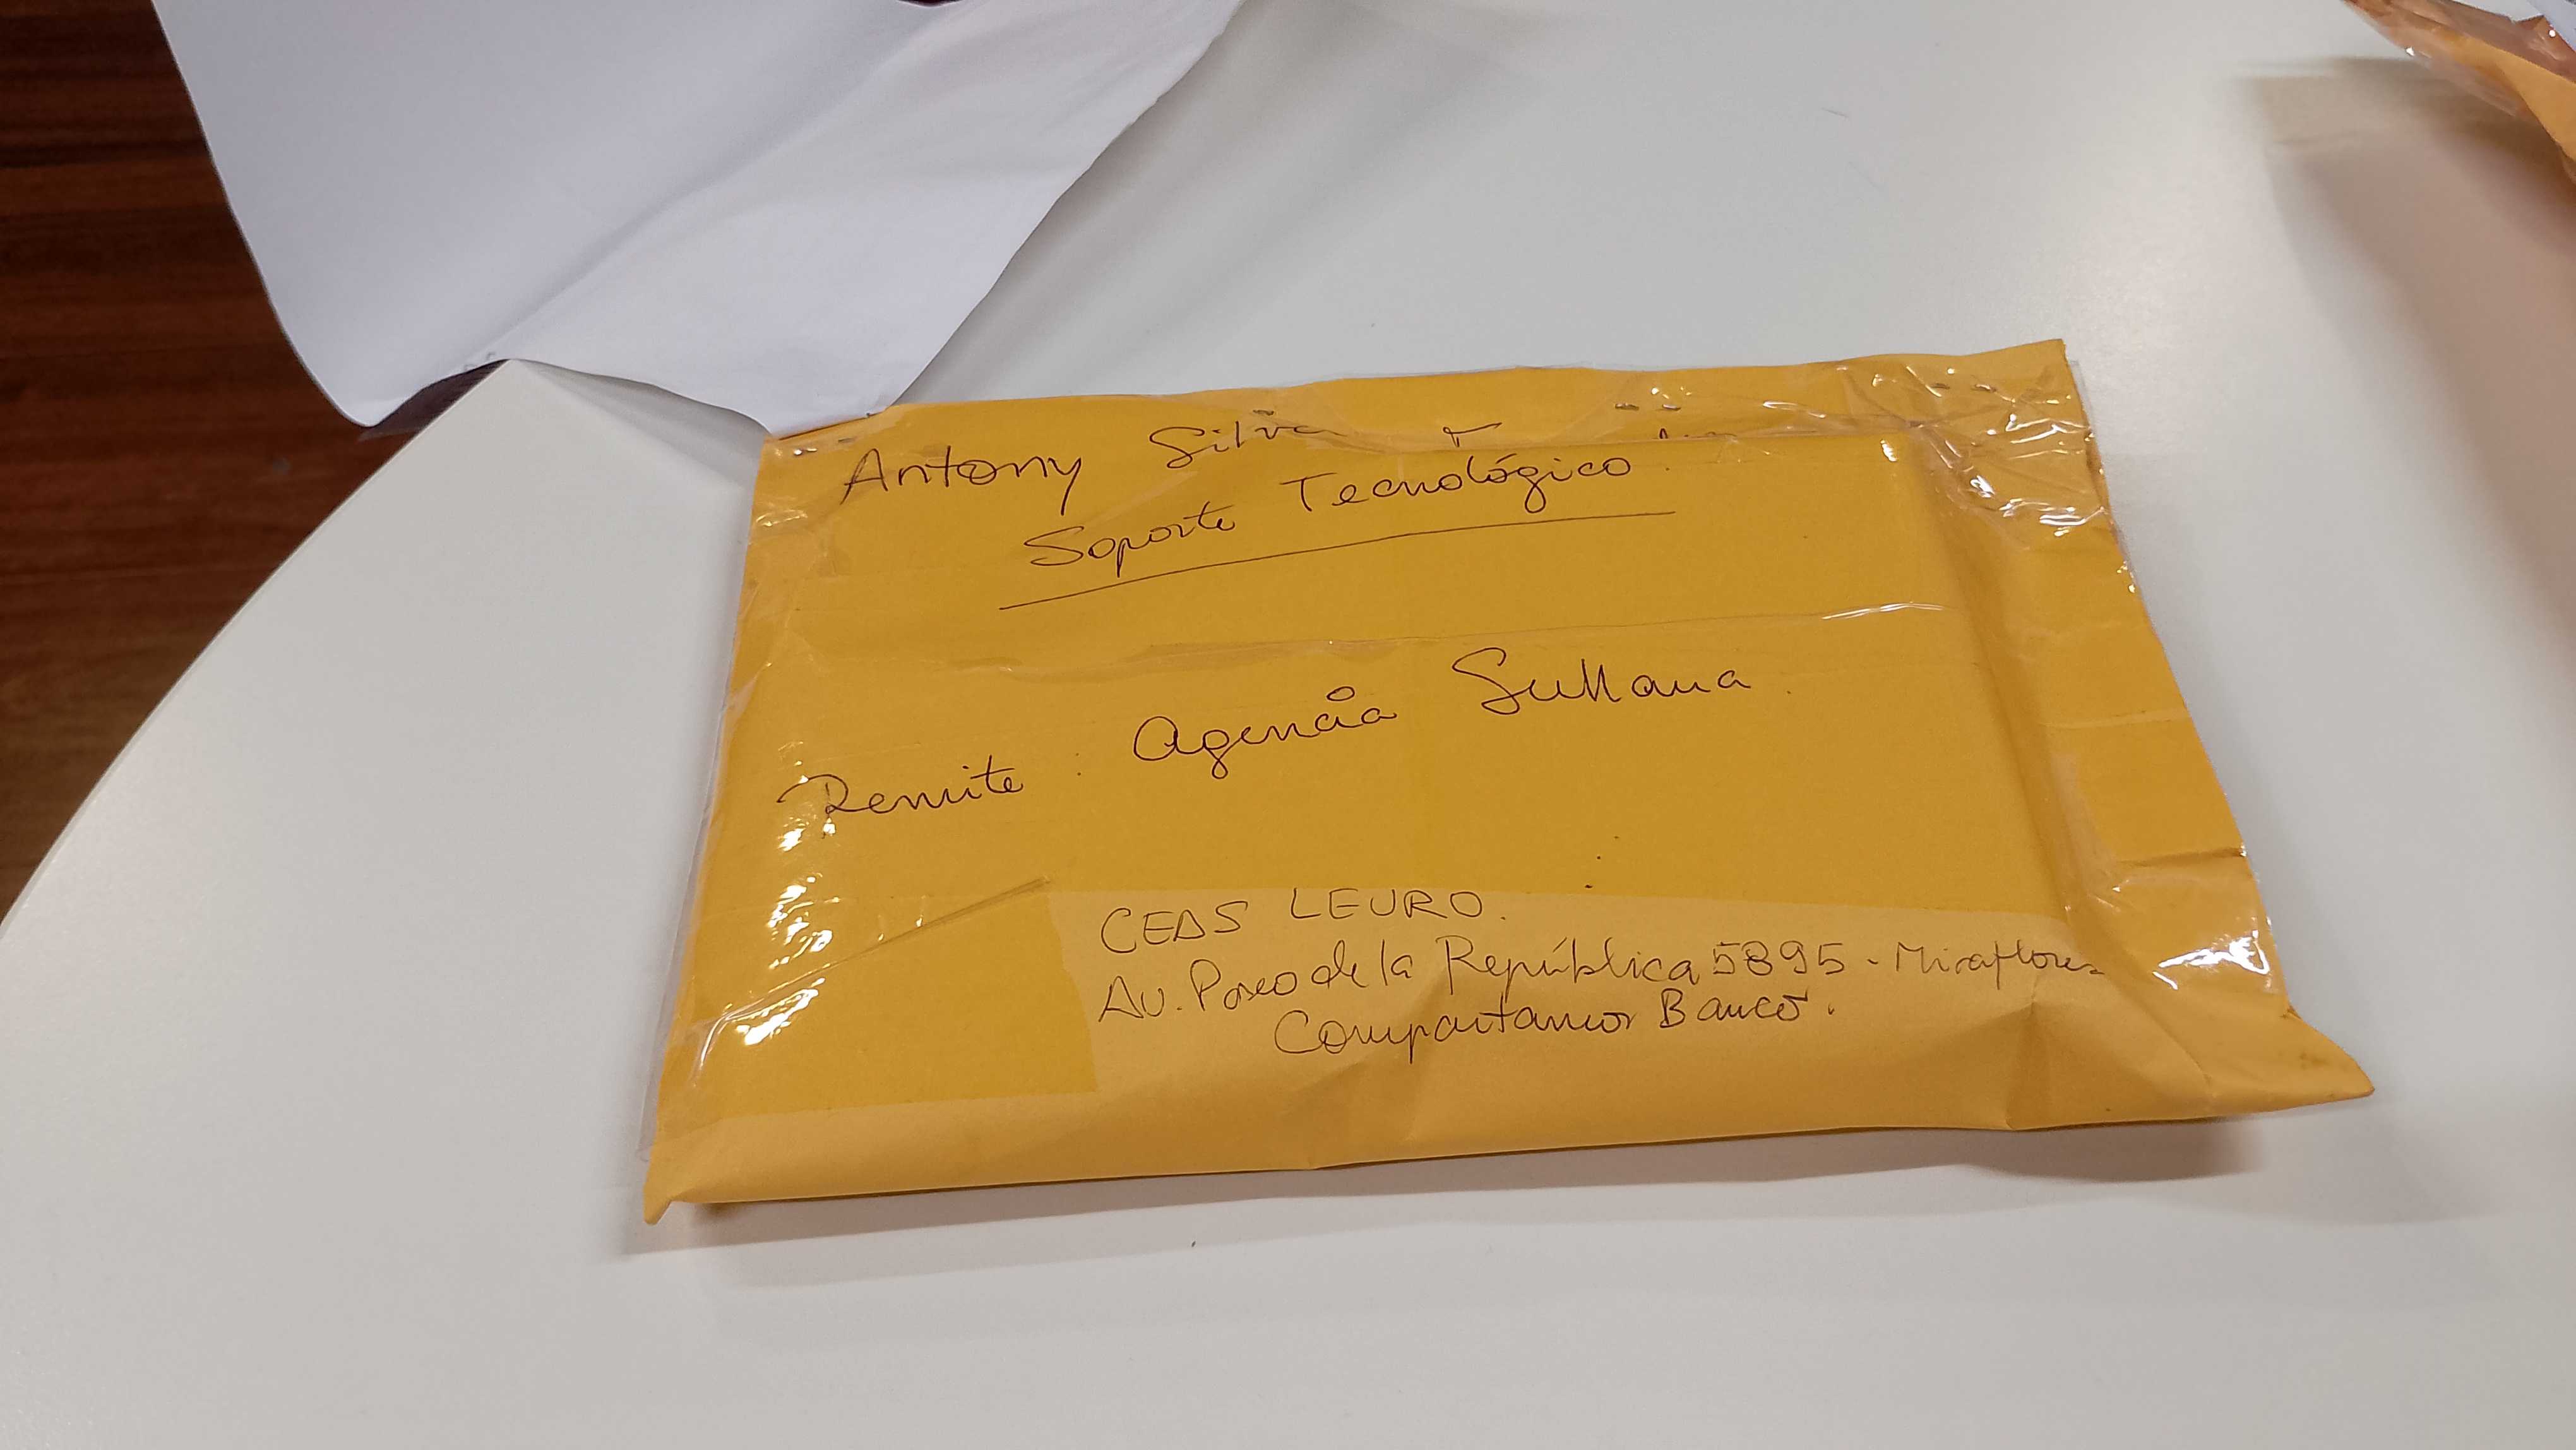 Antony Silva
Soporte Tecnológico
Remite : Agencia Sullana
CEAS LEURO.
Av. Paseo de la República 5895 - Miraflores
Compartamos Banco.